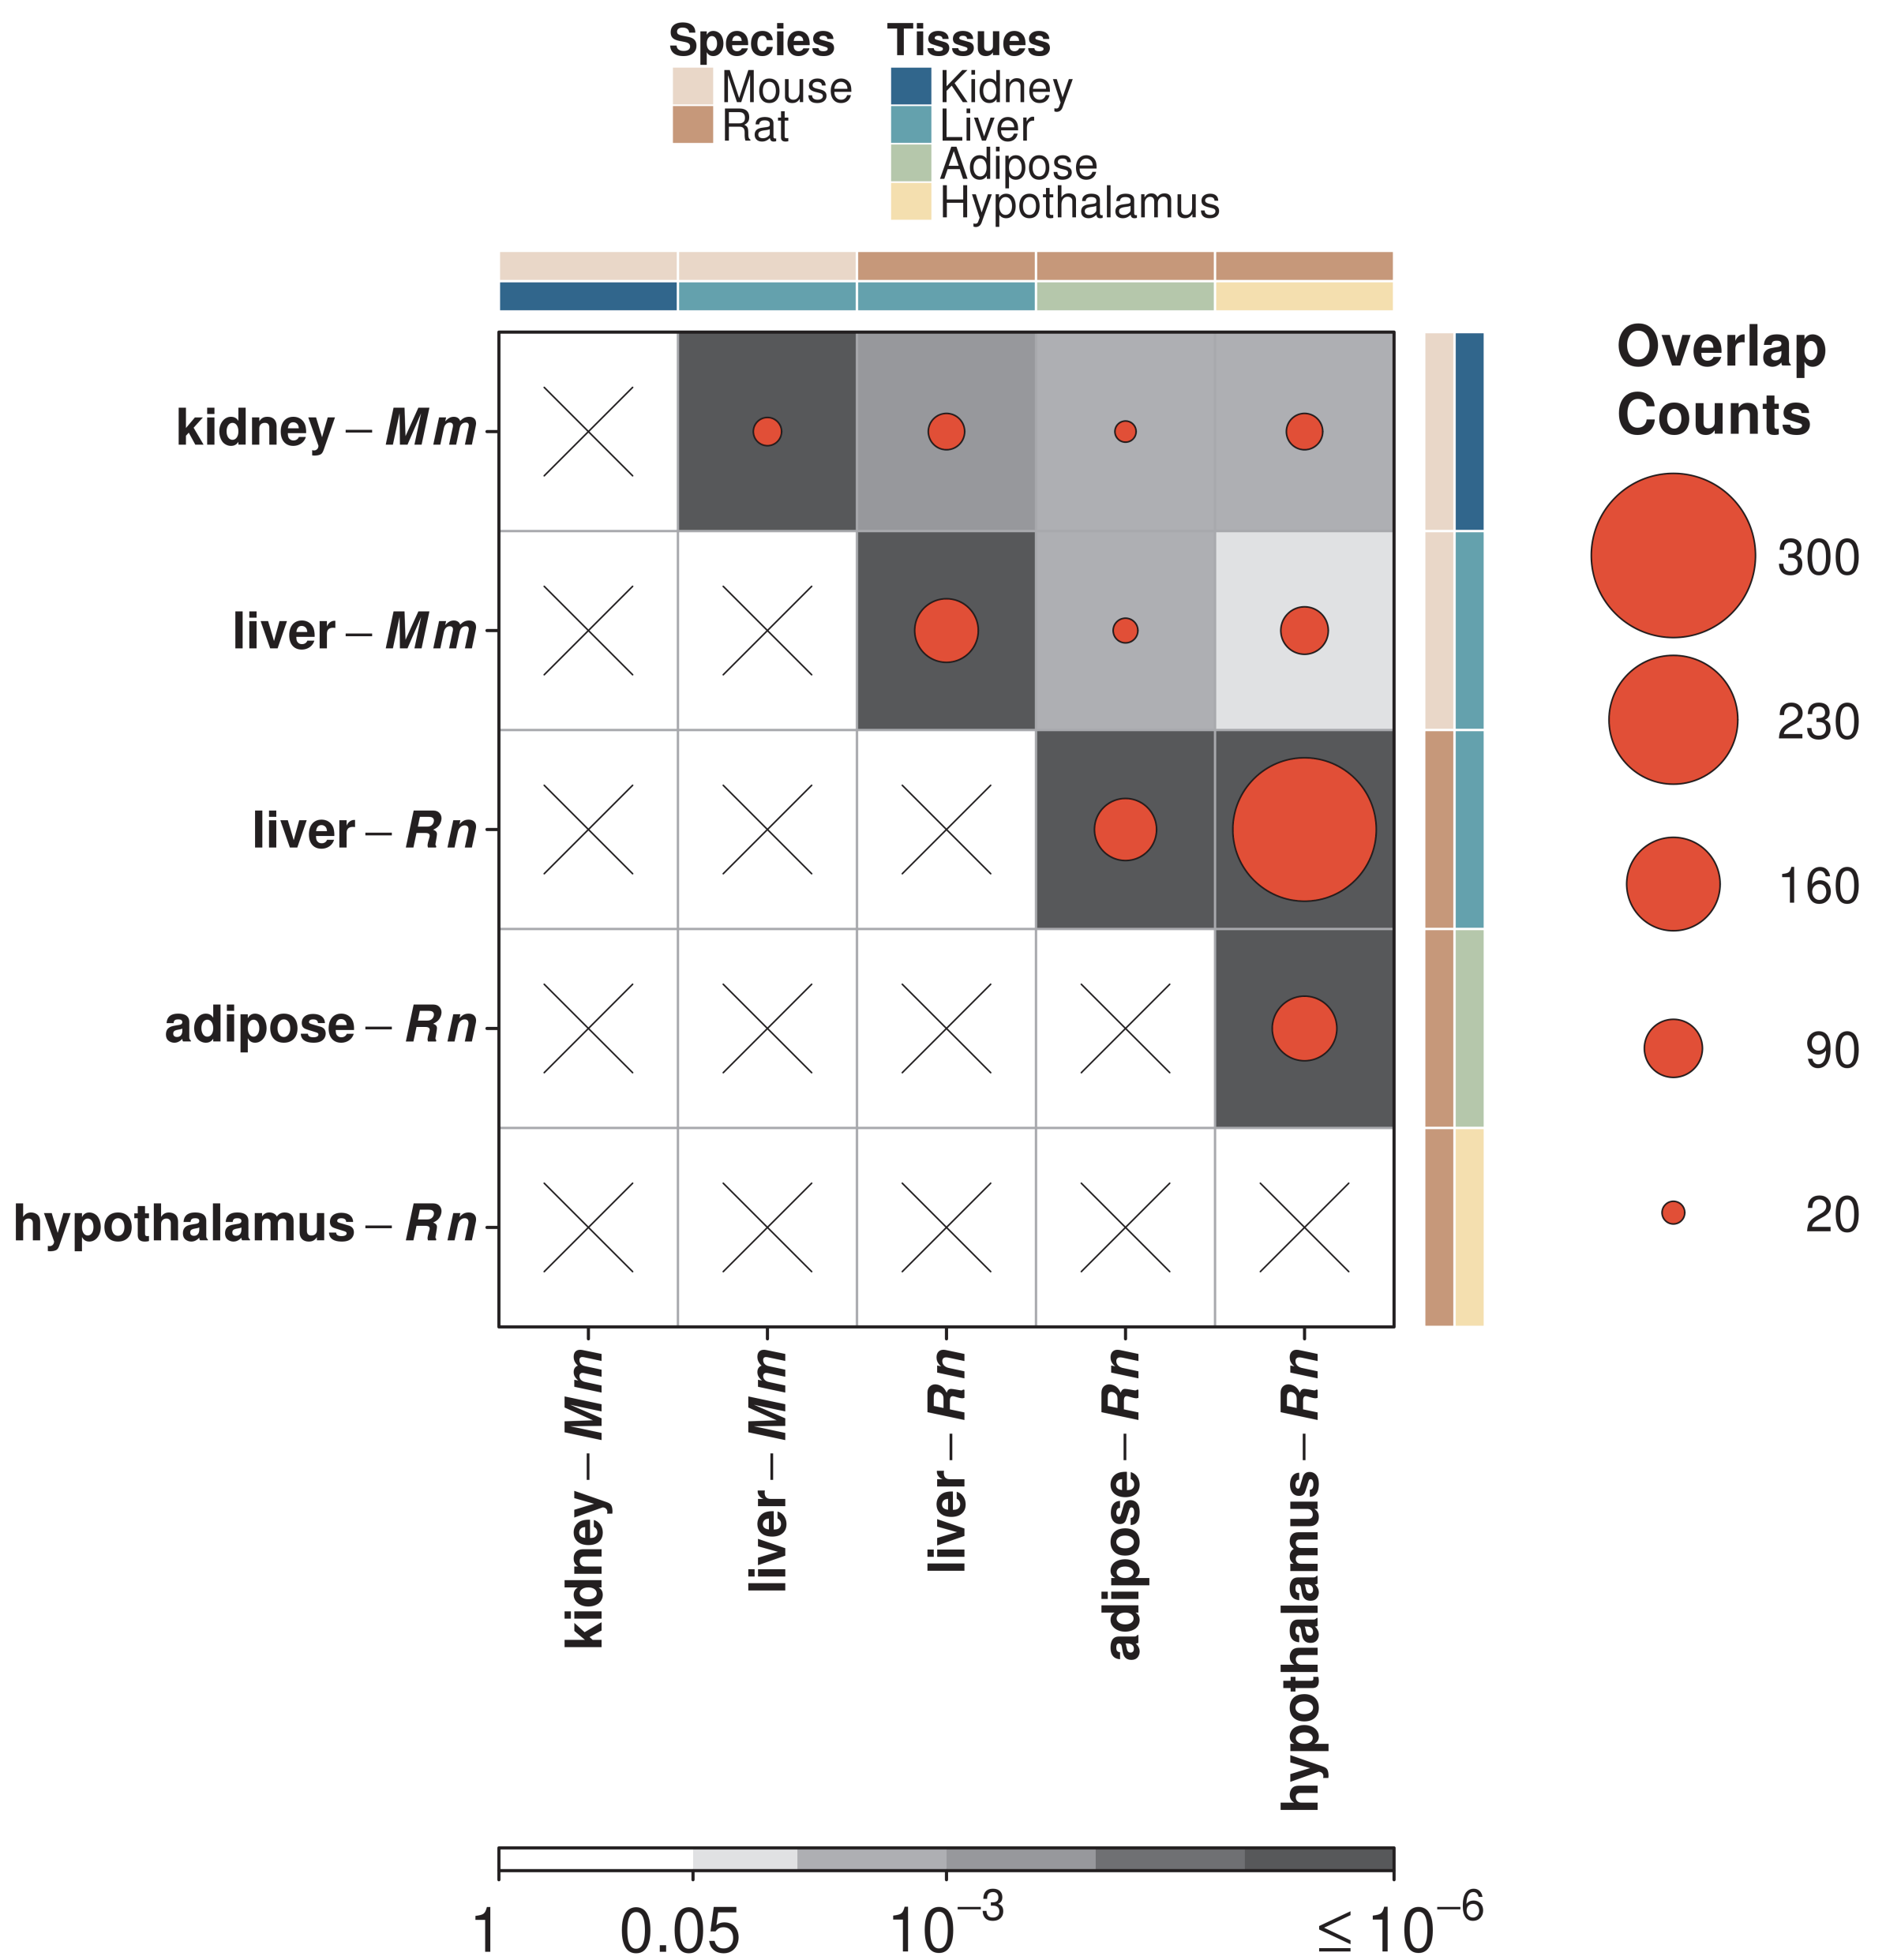 Species
Mouse
Rat
Tissues
Kidney
Liver
Adipose
Hypothalamus
kidney – Mm
liver – Mm
liver – Rn
adipose – Rn
hypothalamus – Rn
kidney – Mm
liver – Mm
liver – Rn
adipose – Rn
hypothalamus – Rn
Overlap
Counts
300
230
160
90
20
1 0.05 10⁻³ ≤ 10⁻⁶